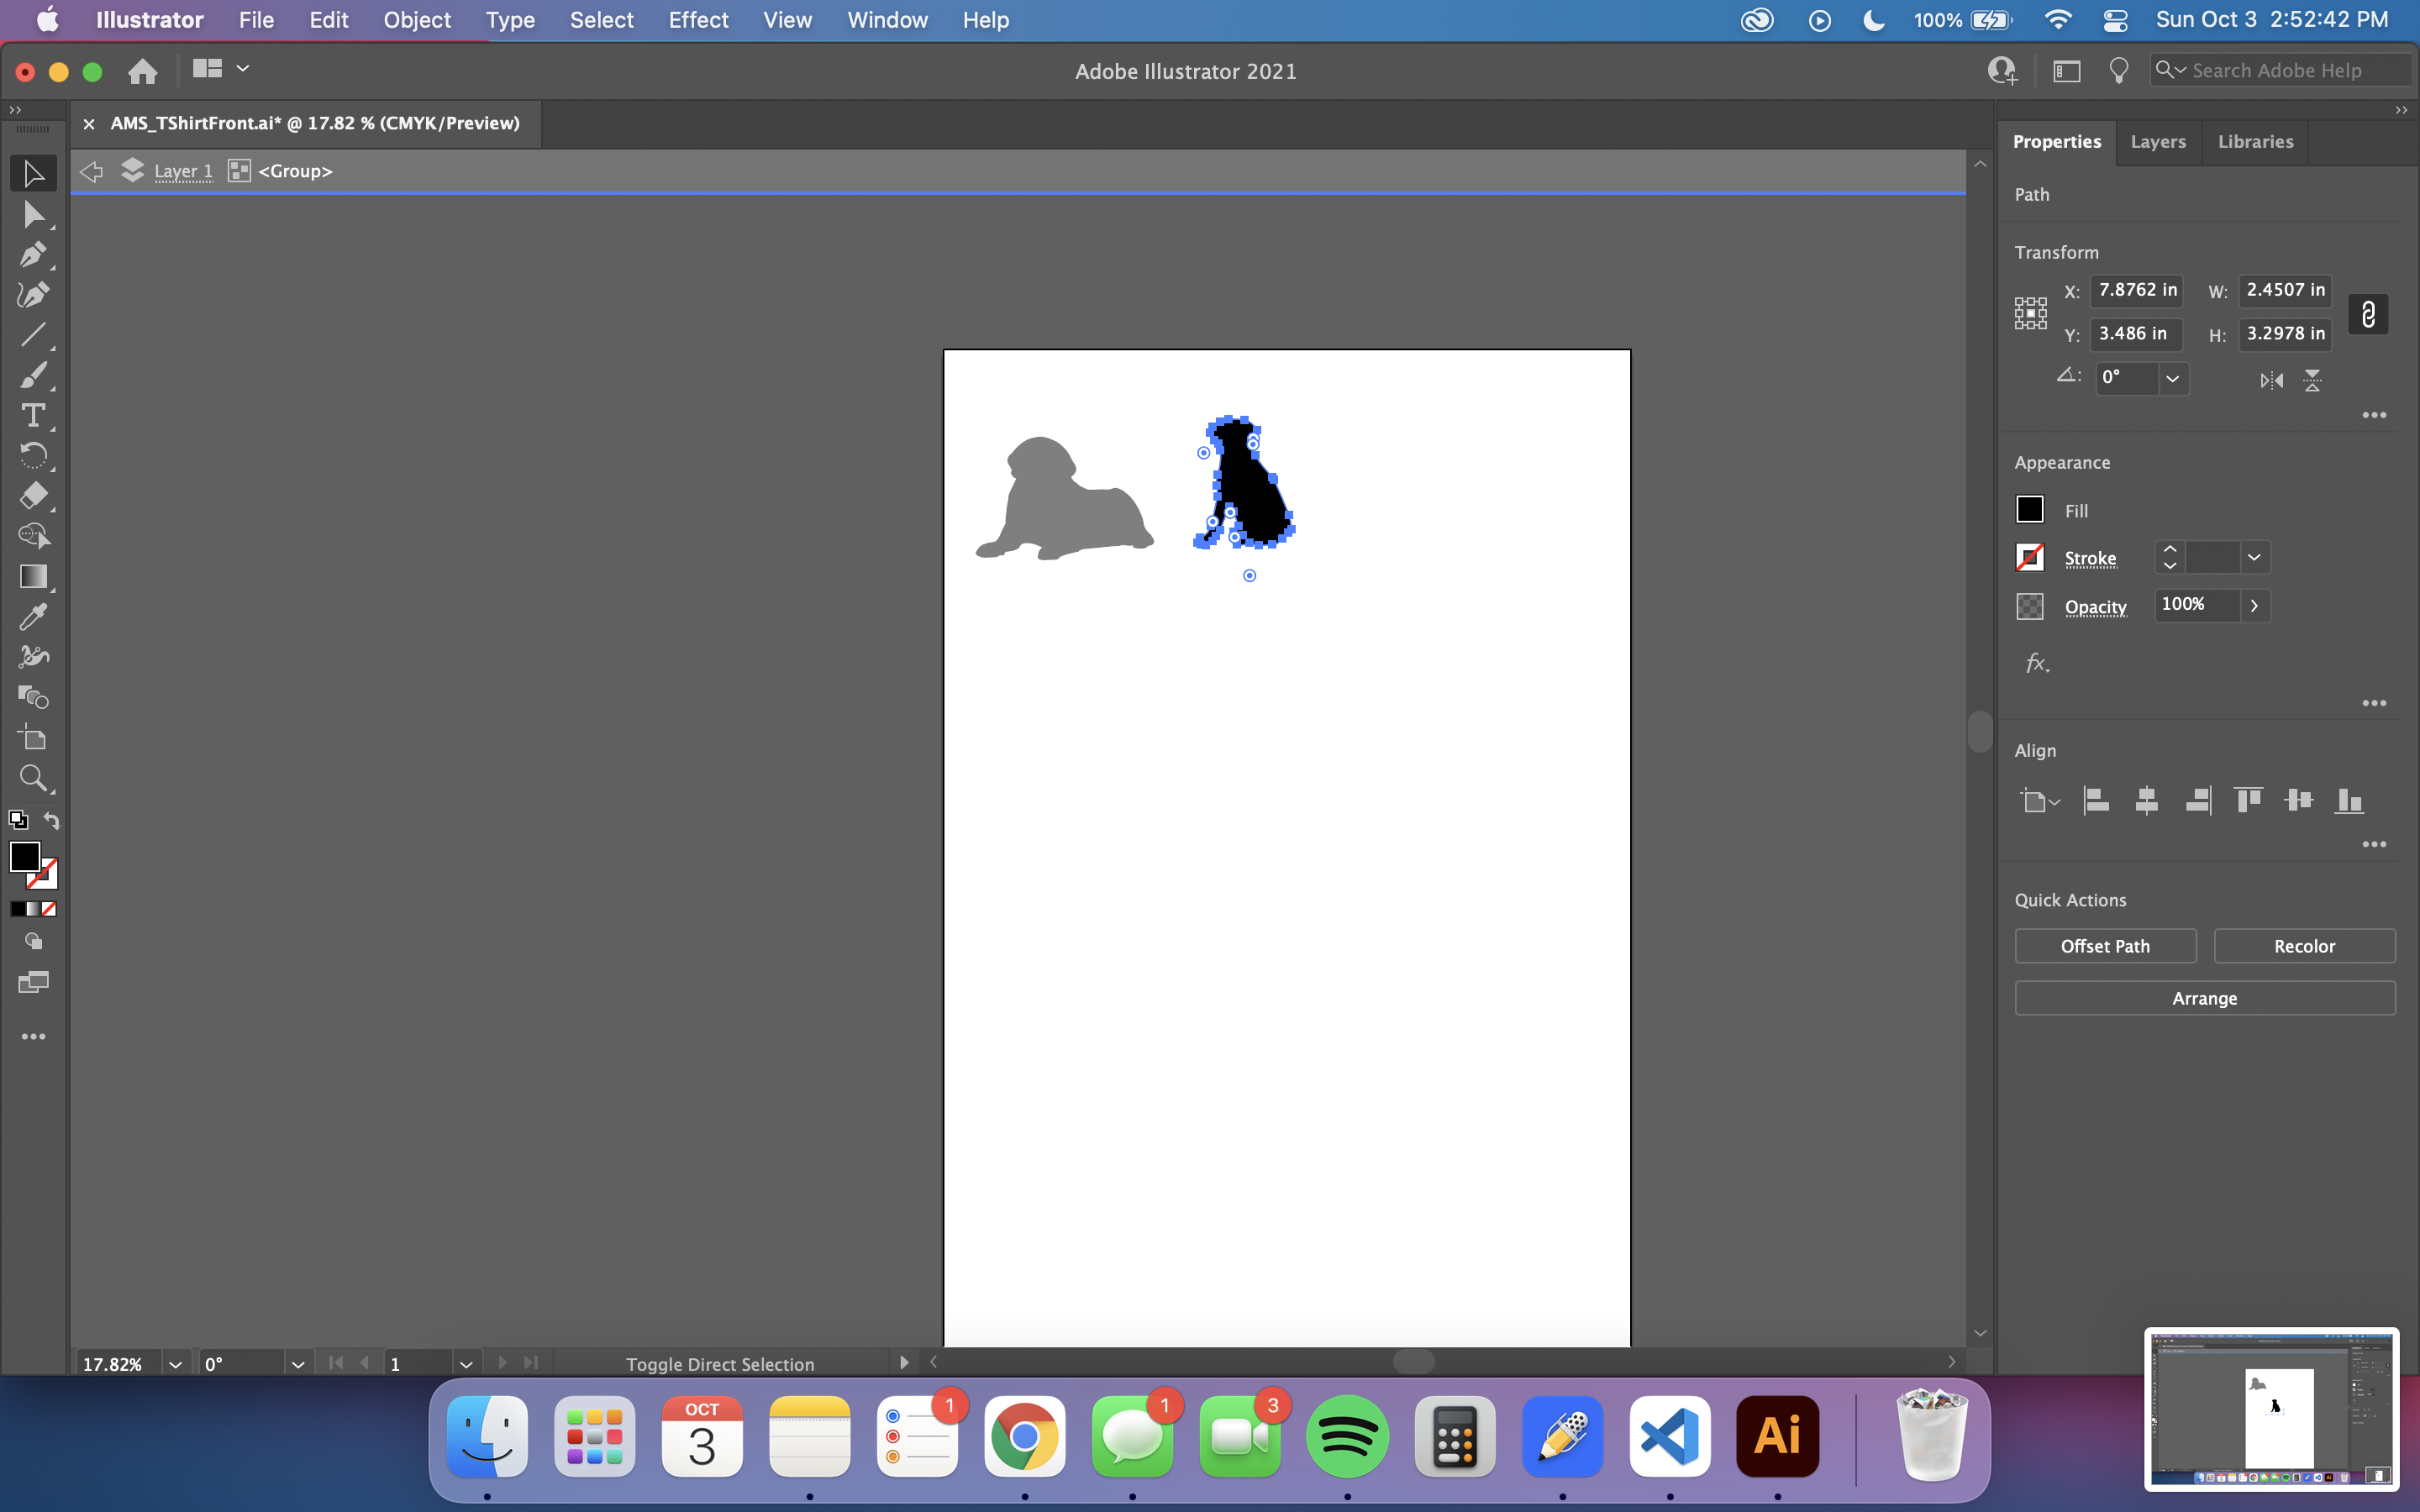 Illustrator File Edit Object Type Select Effect View Window Help 100% Sun Oct 3 2:52:42 PM
Adobe Illustrator 2021 Search Adobe Help
AMS_TShirtFront.ai* @ 17.82 % (CMYK/Preview)
Layer 1 <Group>
Properties Layers Libraries
Path
Transform
X: 7.8762 in W: 2.4507 in
Y: 3.486 in H: 3.2978 in
0°
Appearance
Fill
Stroke
Opacity 100%
fx
Align
Quick Actions
Offset Path Recolor
Arrange
17.82% 0° 1 Toggle Direct Selection
OCT
3
1
1
3
Ai